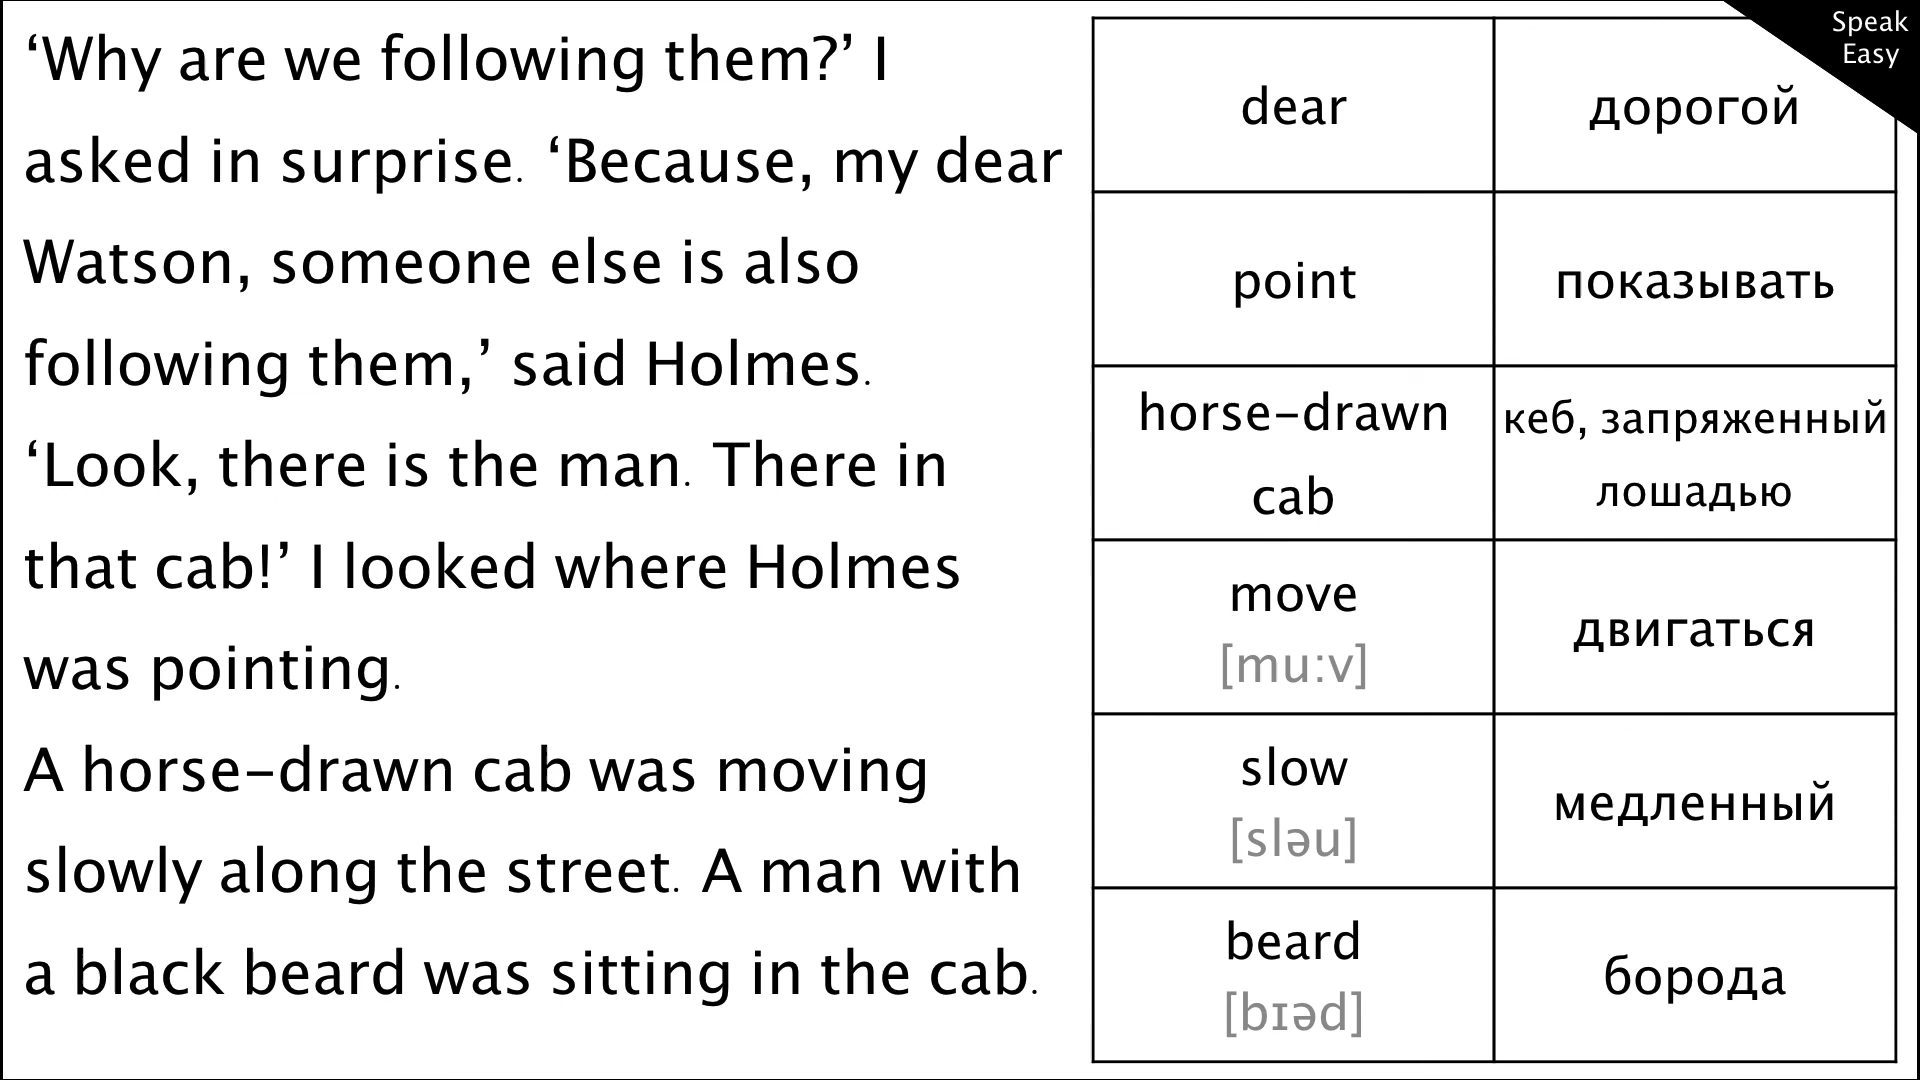 ‘Why are we following them?’ I
asked in surprise. ‘Because, my dear
Watson, someone else is also
following them,’ said Holmes.
‘Look, there is the man. There in
that cab!’ I looked where Holmes
was pointing.
A horse–drawn cab was moving
slowly along the street. A man with
a black beard was sitting in the cab.
dear
дорогой
point
показывать
horse–drawn
cab
кеб, запряженный
лошадью
move
[mu:v]
двигаться
slow
[sləu]
медленный
beard
[bɪəd]
борода
Speak
Easy